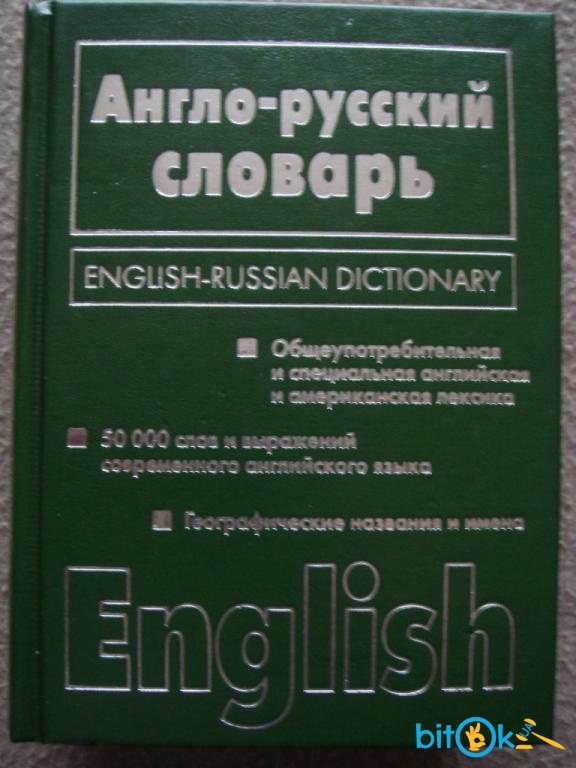 Англо-русский
словарь
ENGLISH-RUSSIAN DICTIONARY
Общеупотребительная
и специальная английская
и американская лексика
50 000 слов и выражений
современного английского языка
Географические названия и имена
English
bitOk.UA